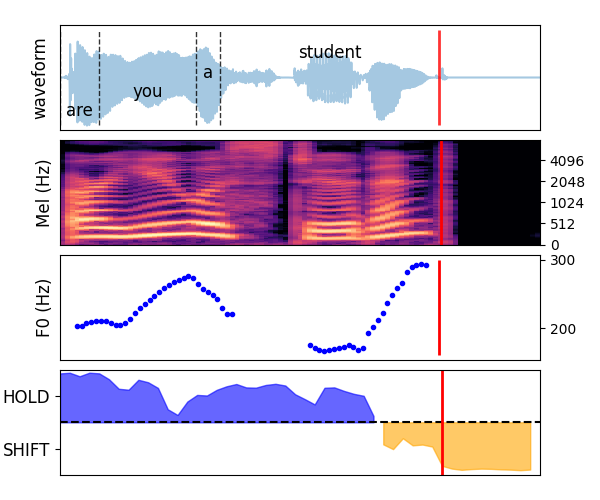 waveform
are
you
a
student
Mel (Hz)
4096
2048
1024
512
0
F0 (Hz)
300
200
HOLD
SHIFT